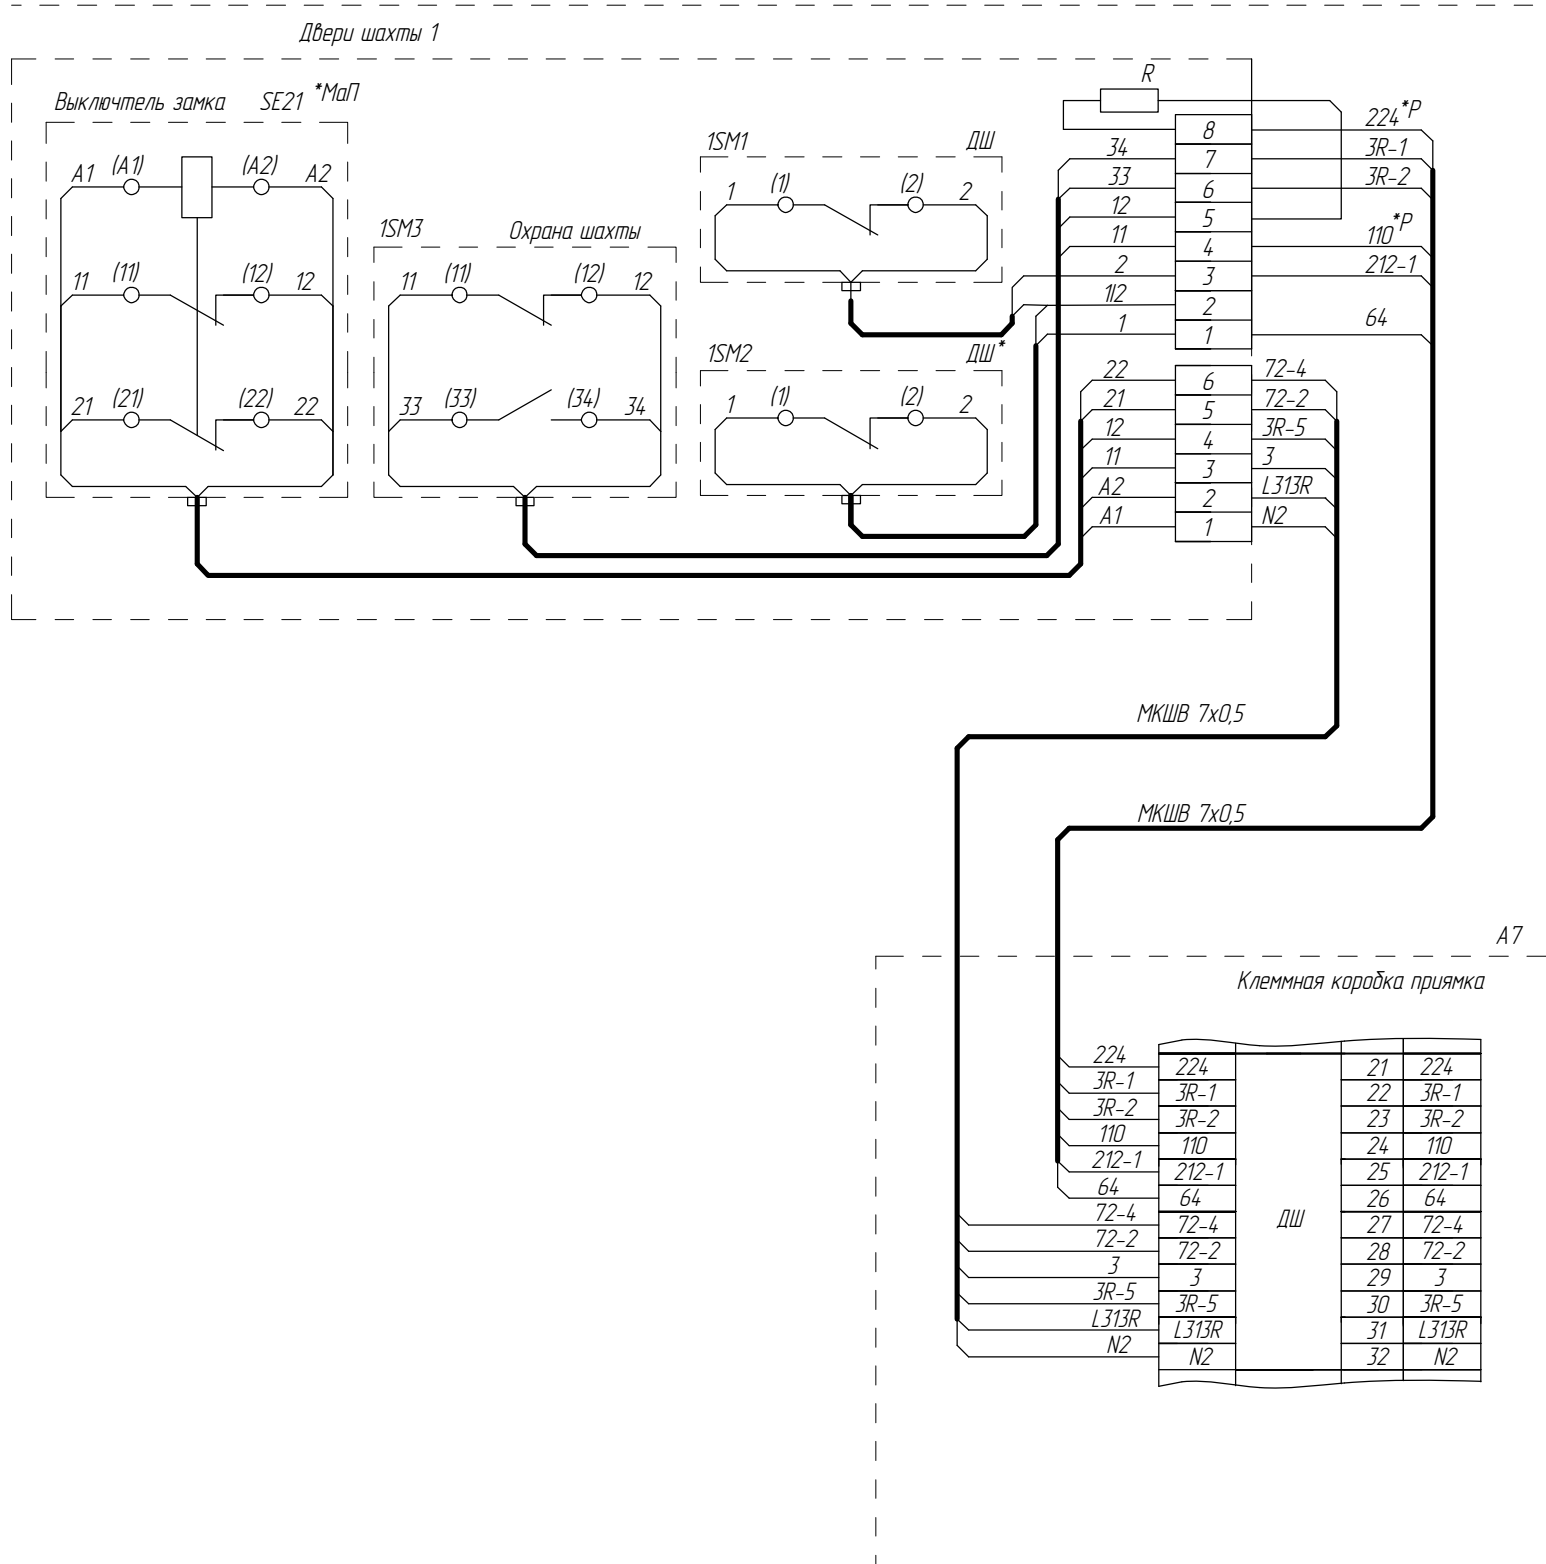 Двери шахты 1
Выключтель замка SE21 *МаП
A1 (A1) (A2) A2
11 (11) (12) 12
21 (21) (22) 22
1SM3 Охрана шахты
11 (11) (12) 12
33 (33) (34) 34
1SM1 ДШ
1 (1) (2) 2
1SM2 ДШ*
1 (1) (2) 2
R
8 224*Р
34 7 3R-1
33 6 3R-2
12 5
11 4 110*Р
2 3 212-1
1|2 2
1 1 64
22 6 72-4
21 5 72-2
12 4 3R-5
11 3 3
A2 2 L313R
A1 1 N2
МКШВ 7х0,5
МКШВ 7х0,5
А7
Клеммная коробка приямка
224 224 21 224
3R-1 3R-1 22 3R-1
3R-2 3R-2 23 3R-2
110 110 24 110
212-1 212-1 25 212-1
64 64 26 64
72-4 72-4 ДШ 27 72-4
72-2 72-2 28 72-2
3 3 29 3
3R-5 3R-5 30 3R-5
L313R L313R 31 L313R
N2 N2 32 N2